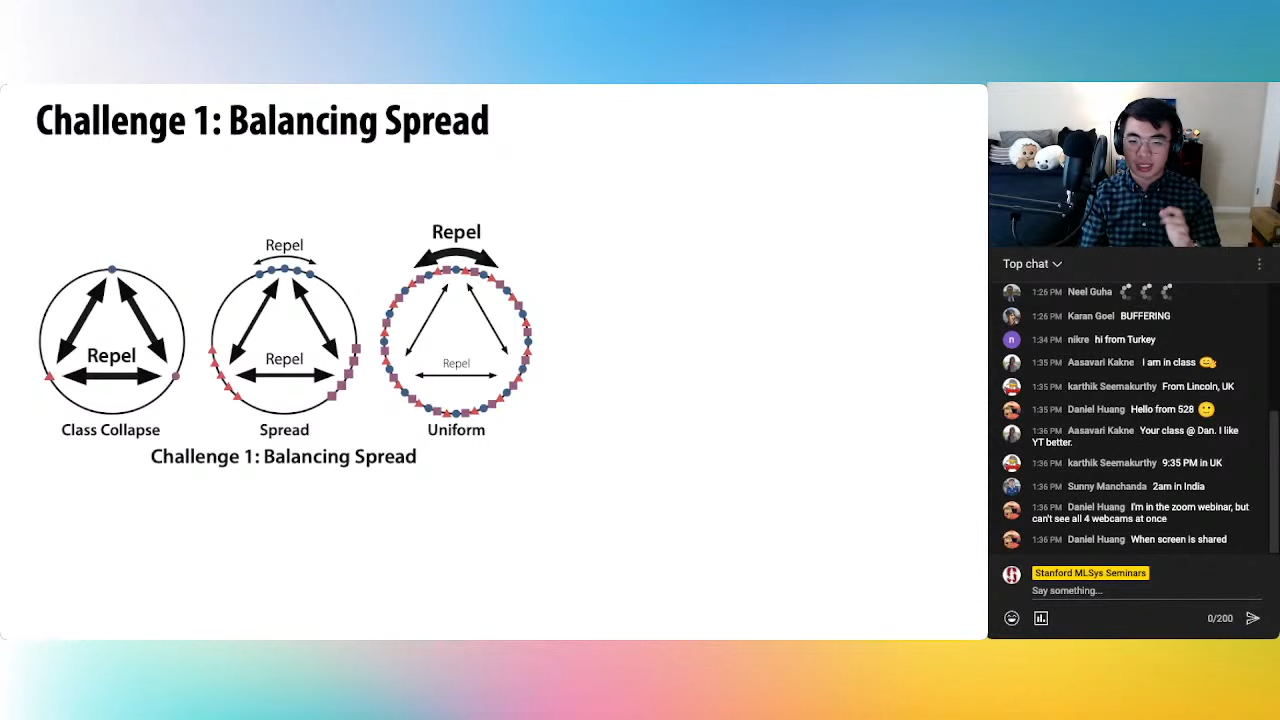 Challenge 1: Balancing Spread
Repel
Repel
Repel
Repel
Repel
Class Collapse
Spread
Uniform
Challenge 1: Balancing Spread
Top chat
1:26 PM Neel Guha
1:26 PM Karan Goel BUFFERING
n
1:34 PM nikre hi from Turkey
1:35 PM Aasavari Kakne I am in class
1:35 PM karthik Seemakurthy From Lincoln, UK
1:35 PM Daniel Huang Hello from 528
1:36 PM Aasavari Kakne Your class @ Dan. I like
YT better.
1:36 PM karthik Seemakurthy 9:35 PM in UK
1:36 PM Sunny Manchanda 2am in India
1:36 PM Daniel Huang I'm in the zoom webinar, but
can't see all 4 webcams at once
1:36 PM Daniel Huang When screen is shared
Stanford MLSys Seminars
Say something...
0/200